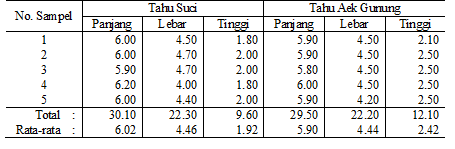 No. Sampel Tahu Suci Tahu Aek Gunung
Panjang Lebar Tinggi Panjang Lebar Tinggi
1 6.00 4.50 1.80 5.90 4.50 2.10
2 6.00 4.70 2.00 5.90 4.50 2.50
3 5.90 4.70 2.00 5.80 4.50 2.50
4 6.20 4.00 1.80 6.00 4.50 2.50
5 6.00 4.40 2.00 5.90 4.20 2.50
Total : 30.10 22.30 9.60 29.50 22.20 12.10
Rata-rata : 6.02 4.46 1.92 5.90 4.44 2.42